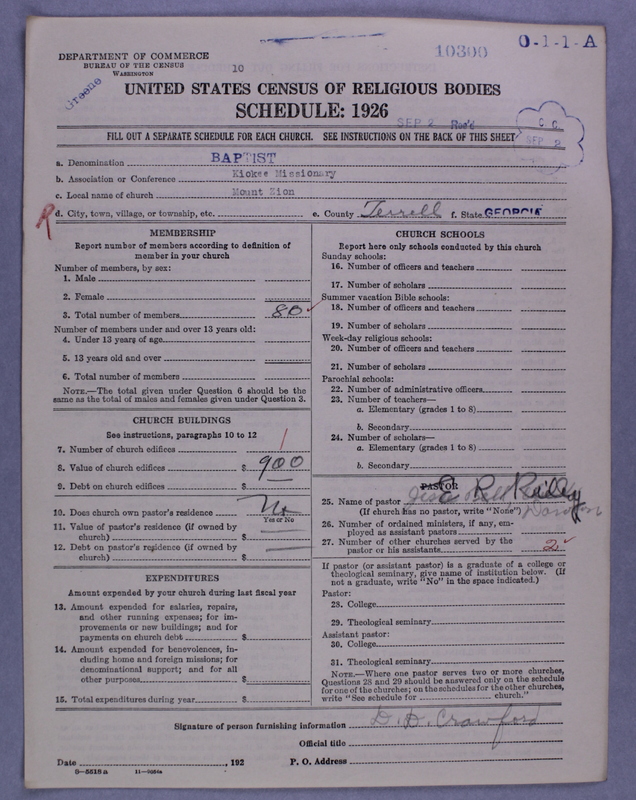 DEPARTMENT OF COMMERCE
BUREAU OF THE CENSUS
WASHINGTON
10
10300
O-1-1-A
Greene
UNITED STATES CENSUS OF RELIGIOUS BODIES
SCHEDULE: 1926
SEP 2 Rec'd
C C
SEP 2
FILL OUT A SEPARATE SCHEDULE FOR EACH CHURCH. SEE INSTRUCTIONS ON THE BACK OF THIS SHEET
a. Denomination BAPTIST
b. Association or Conference Kiokee Missionary
c. Local name of church Mount Zion
R
d. City, town, village, or township, etc. e. County Terrell f. State GEORGIA
MEMBERSHIP
Report number of members according to definition of
member in your church
Number of members, by sex:
1. Male
2. Female
3. Total number of members 80 ✓
Number of members under and over 13 years old:
4. Under 13 years of age
5. 13 years old and over
6. Total number of members
NOTE.—The total given under Question 6 should be the
same as the total of males and females given under Question 3.
CHURCH BUILDINGS
See instructions, paragraphs 10 to 12
7. Number of church edifices 1
8. Value of church edifices $ 900
9. Debt on church edifices $
10. Does church own pastor's residence No
Yes or No
11. Value of pastor's residence (if owned by
church) $
12. Debt on pastor's residence (if owned by
church) $
EXPENDITURES
Amount expended by your church during last fiscal year
13. Amount expended for salaries, repairs,
and other running expenses; for im-
provements or new buildings; and for
payments on church debt $
14. Amount expended for benevolences, in-
cluding home and foreign missions; for
denominational support; and for all
other purposes $
15. Total expenditures during year $
CHURCH SCHOOLS
Report here only schools conducted by this church
Sunday schools:
16. Number of officers and teachers
17. Number of scholars
Summer vacation Bible schools:
18. Number of officers and teachers
19. Number of scholars
Week-day religious schools:
20. Number of officers and teachers
21. Number of scholars
Parochial schools:
22. Number of administrative officers
23. Number of teachers—
a. Elementary (grades 1 to 8)
b. Secondary
24. Number of scholars—
a. Elementary (grades 1 to 8)
b. Secondary
PASTOR
25. Name of pastor
(If church has no pastor, write "None") Dawson
26. Number of ordained ministers, if any, em-
ployed as assistant pastors
27. Number of other churches served by the
pastor or his assistants 2 ✓
If pastor (or assistant pastor) is a graduate of a college or
theological seminary, give name of institution below. (If
not a graduate, write "No" in the space indicated.)
Pastor:
28. College
29. Theological seminary
Assistant pastor:
30. College
31. Theological seminary
NOTE.—Where one pastor serves two or more churches,
Questions 28 and 29 should be answered only on the schedule
for one of the churches; on the schedules for the other churches,
write "See schedule for church."
Signature of person furnishing information D. D. Crawford
Official title
Date , 192 P. O. Address
8-5518a 11-9084a